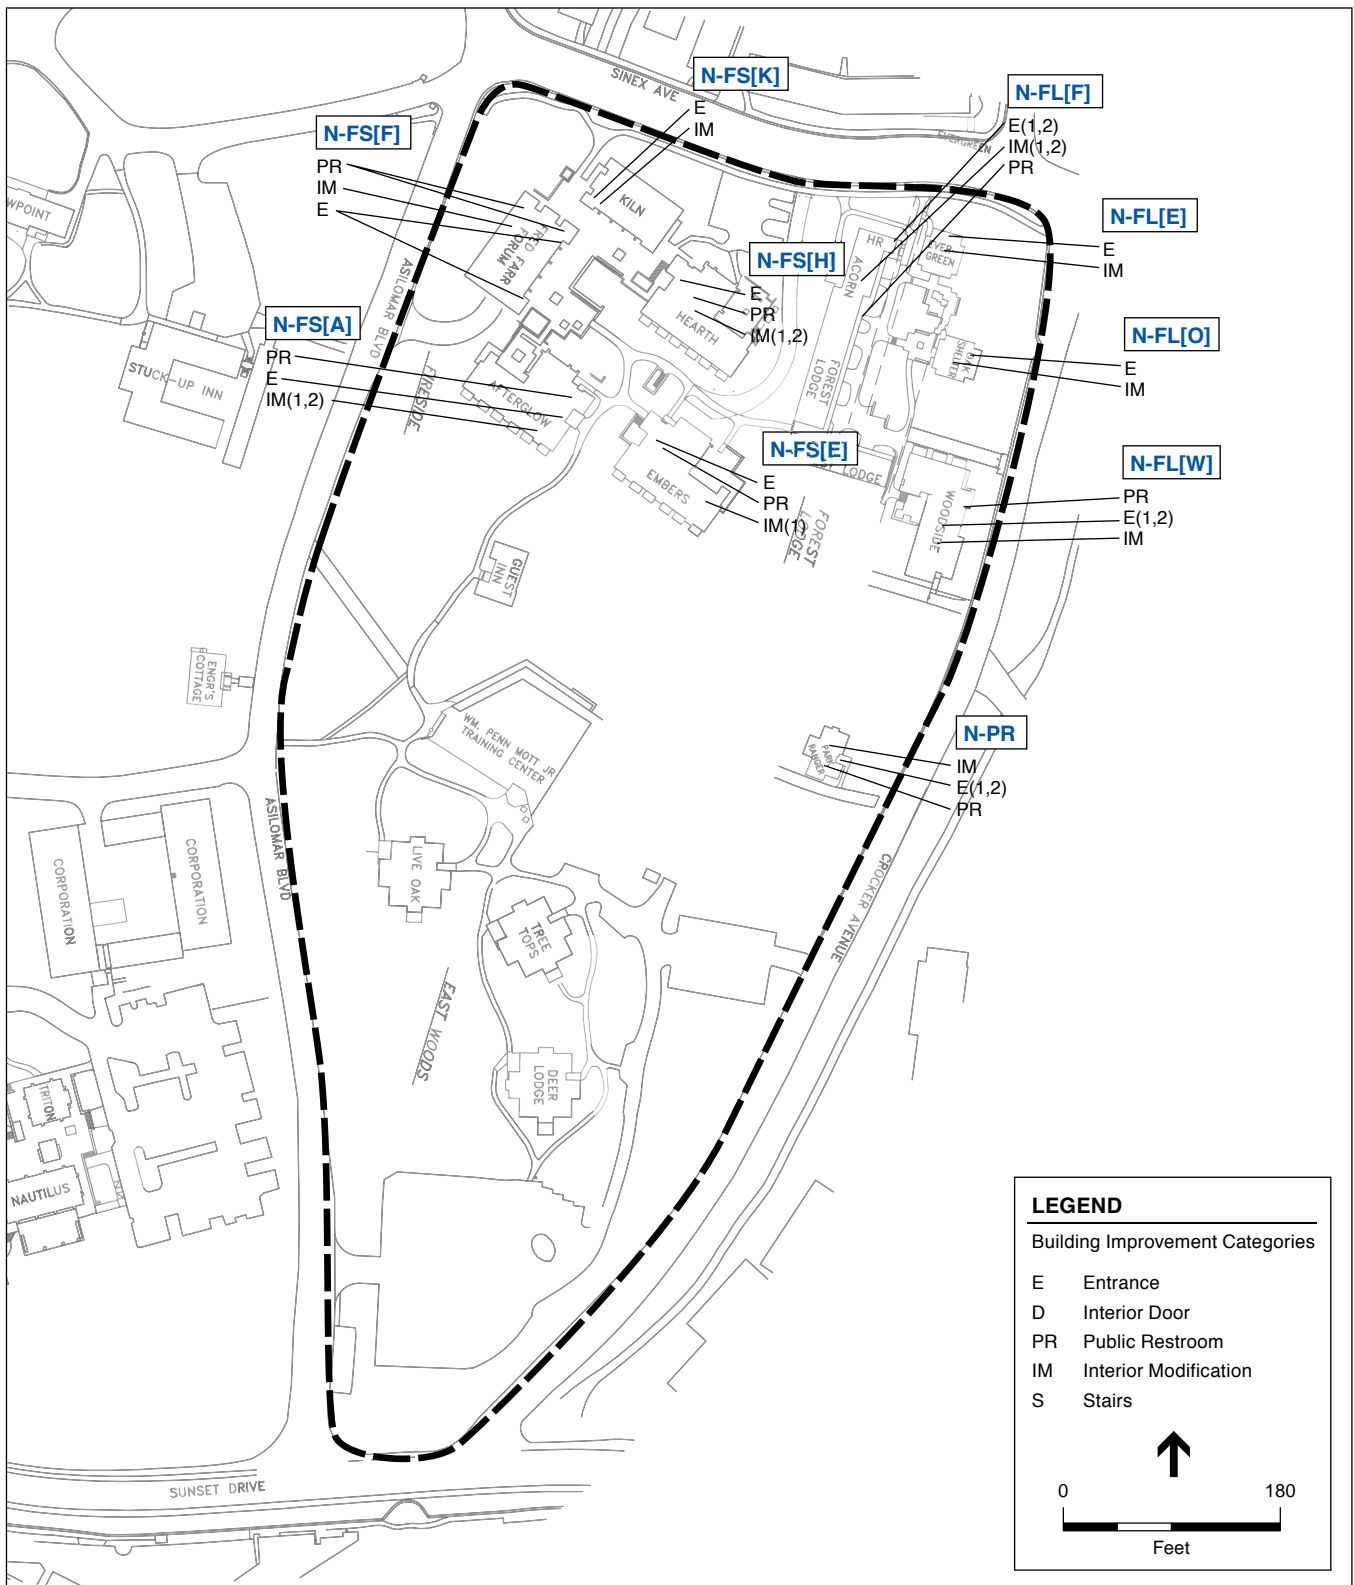 SINEX AVE
EVERGREEN
N-FS[K]
E
IM
N-FL[F]
E(1,2)
IM(1,2)
PR
N-FS[F]
PR
IM
E
KILN
FRED FARR
FORUM
WPOINT
N-FL[E]
E
IM
HR
ACORN
EVER
GREEN
N-FS[H]
E
PR
IM(1,2)
HEARTH
ASILOMAR BLVD
N-FS[A]
PR
E
IM(1,2)
STUCK-UP INN
FIRESIDE
AFTERGLOW
FOREST
LODGE
OAK
SHELTER
N-FL[O]
E
IM
N-FS[E]
E
PR
IM(1)
EMBERS
LODGE
FOREST
LODGE
WOODSIDE
N-FL[W]
PR
E(1,2)
IM
GUEST
INN
ENGR'S
COTTAGE
WM. PENN MOTT JR
TRAINING CENTER
N-PR
IM
E(1,2)
PR
PARK
RANGER
ASILOMAR BLVD
CORPORATION
CORPORATION
LIVE OAK
TREE
TOPS
CROCKER AVENUE
EAST WOODS
DEER
LODGE
TRITON
NAUTILUS
SUNSET DRIVE
LEGEND
Building Improvement Categories
E Entrance
D Interior Door
PR Public Restroom
IM Interior Modification
S Stairs
0 180
Feet